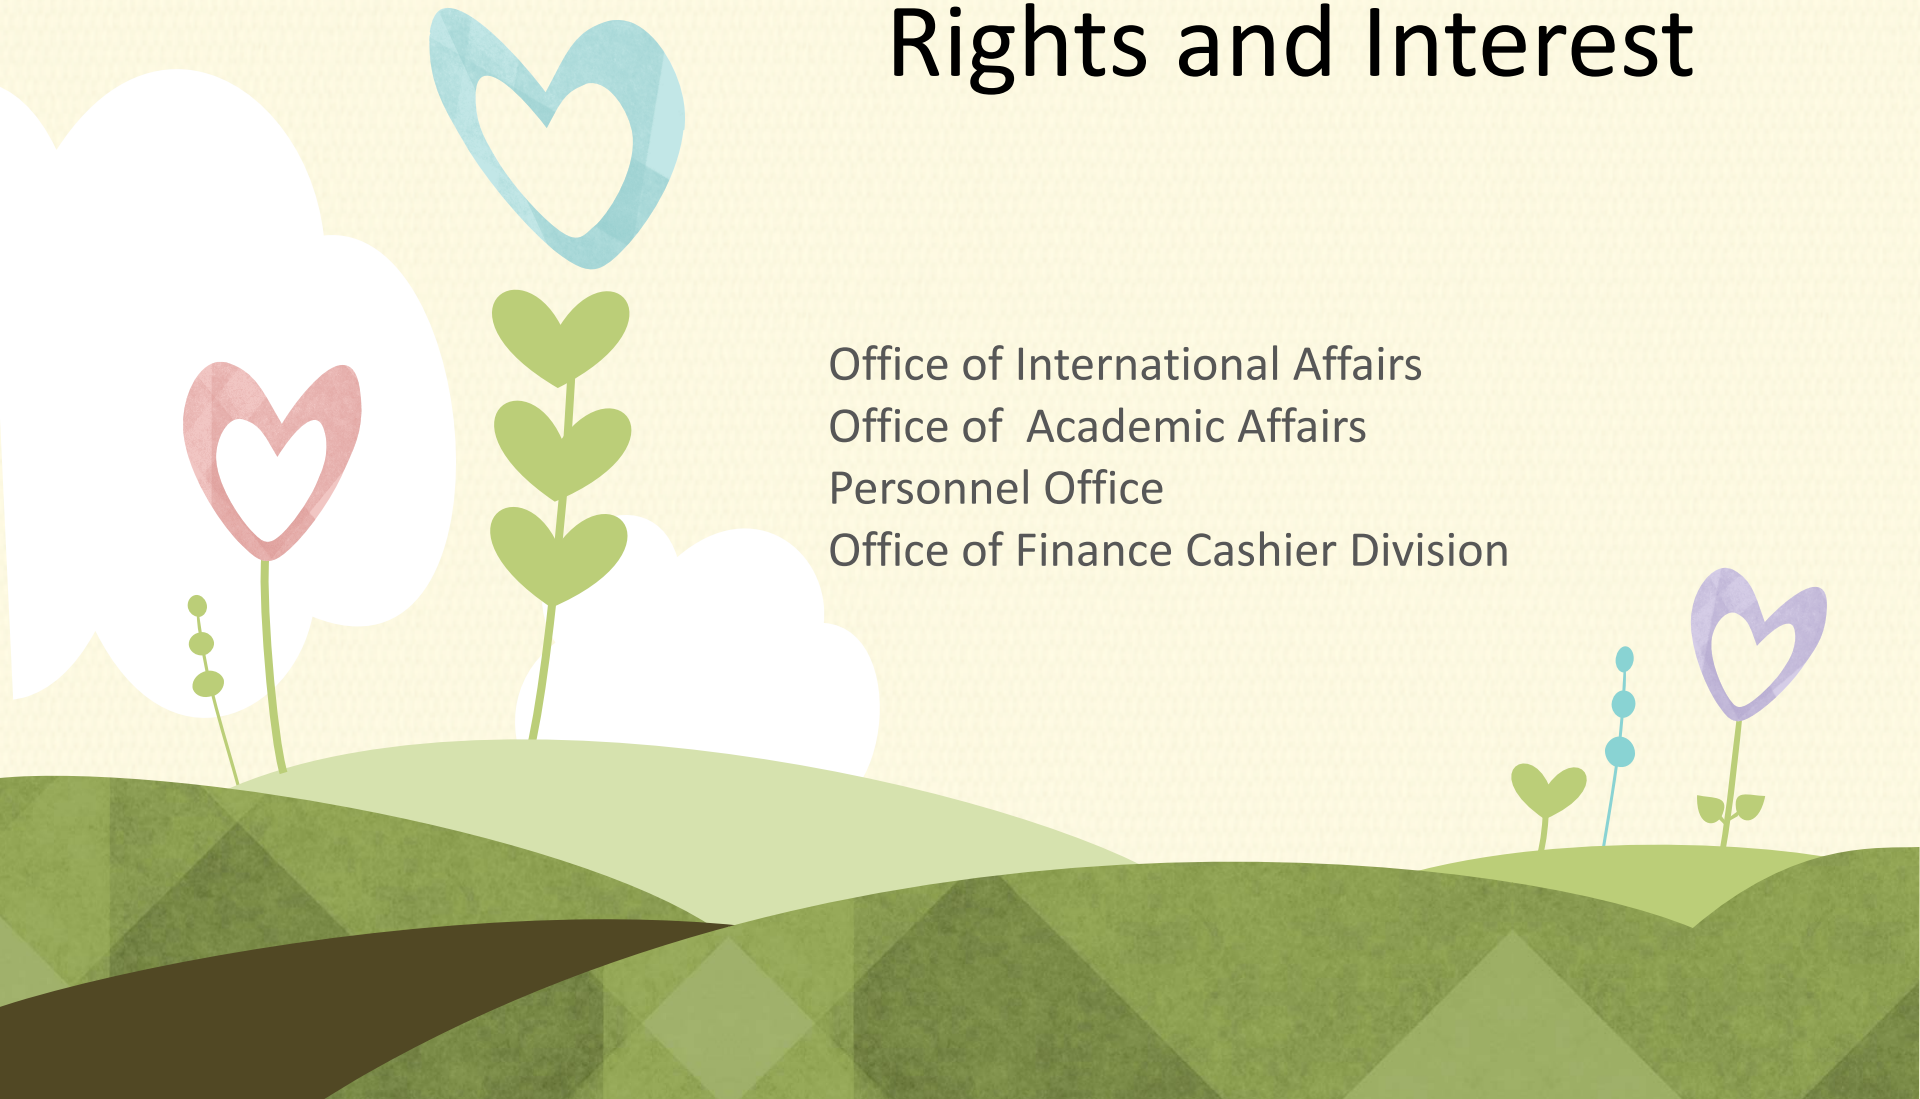 Rights and Interest
Office of International Affairs
Office of  Academic Affairs
Personnel Office
Office of Finance Cashier Division